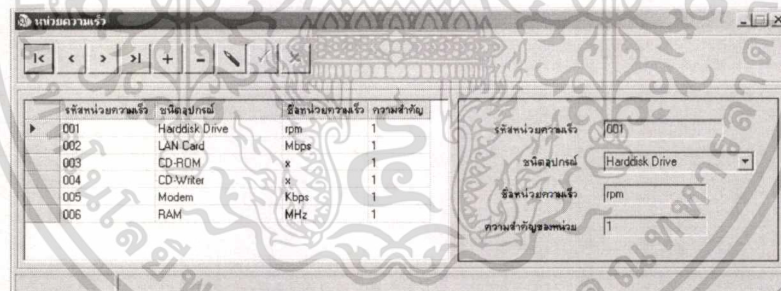 หน่วยความเร็ว
รหัสหน่วยความเร็ว ชนิดอุปกรณ์ ชื่อหน่วยความเร็ว ความสำคัญ
001 Harddisk Drive rpm 1
002 LAN Card Mbps 1
003 CD-ROM x 1
004 CD-Writer x 1
005 Modem Kbps 1
006 RAM MHz 1
รหัสหน่วยความเร็ว 001
ชนิดอุปกรณ์ Harddisk Drive
ชื่อหน่วยความเร็ว rpm
ความสำคัญของหน่วย 1